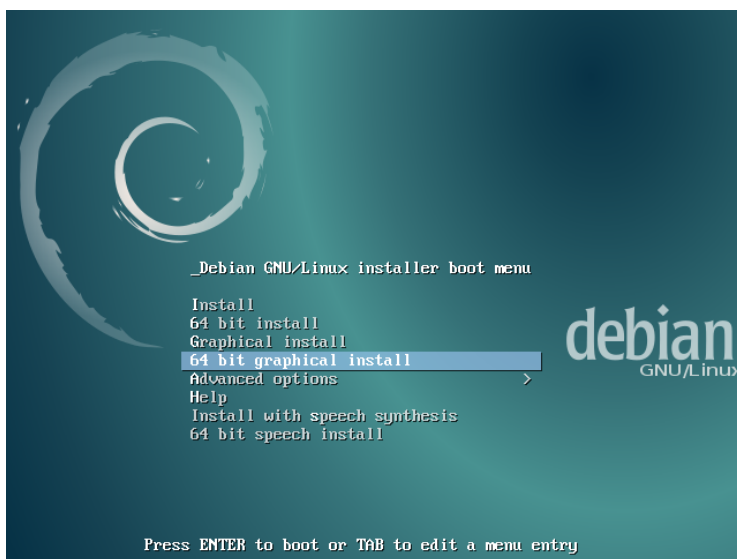 _Debian GNU/Linux installer boot menu
Install
64 bit install
Graphical install
64 bit graphical install
Advanced options >
Help
Install with speech synthesis
64 bit speech install
debian
GNU/Linux
Press ENTER to boot or TAB to edit a menu entry